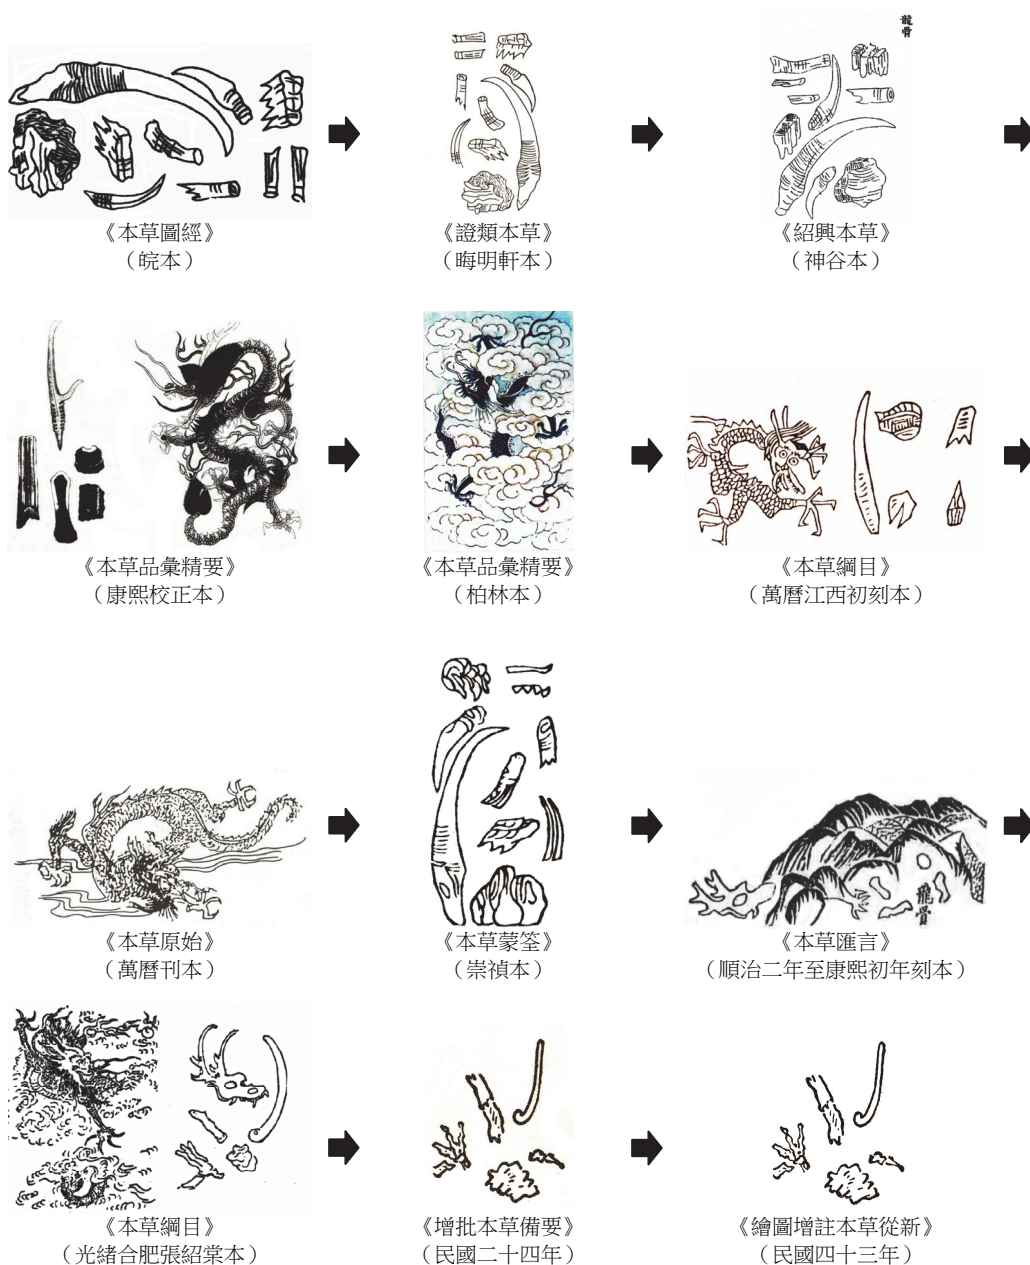 龍骨
《本草圖經》
（皖本）
《證類本草》
（晦明軒本）
《紹興本草》
（神谷本）
《本草品彙精要》
（康熙校正本）
《本草品彙精要》
（柏林本）
《本草綱目》
（萬曆江西初刻本）
龍骨
《本草原始》
（萬曆刊本）
《本草蒙筌》
（崇禎本）
《本草匯言》
（順治二年至康熙初年刻本）
《本草綱目》
（光緒合肥張紹棠本）
《增批本草備要》
（民國二十四年）
《繪圖增註本草從新》
（民國四十三年）